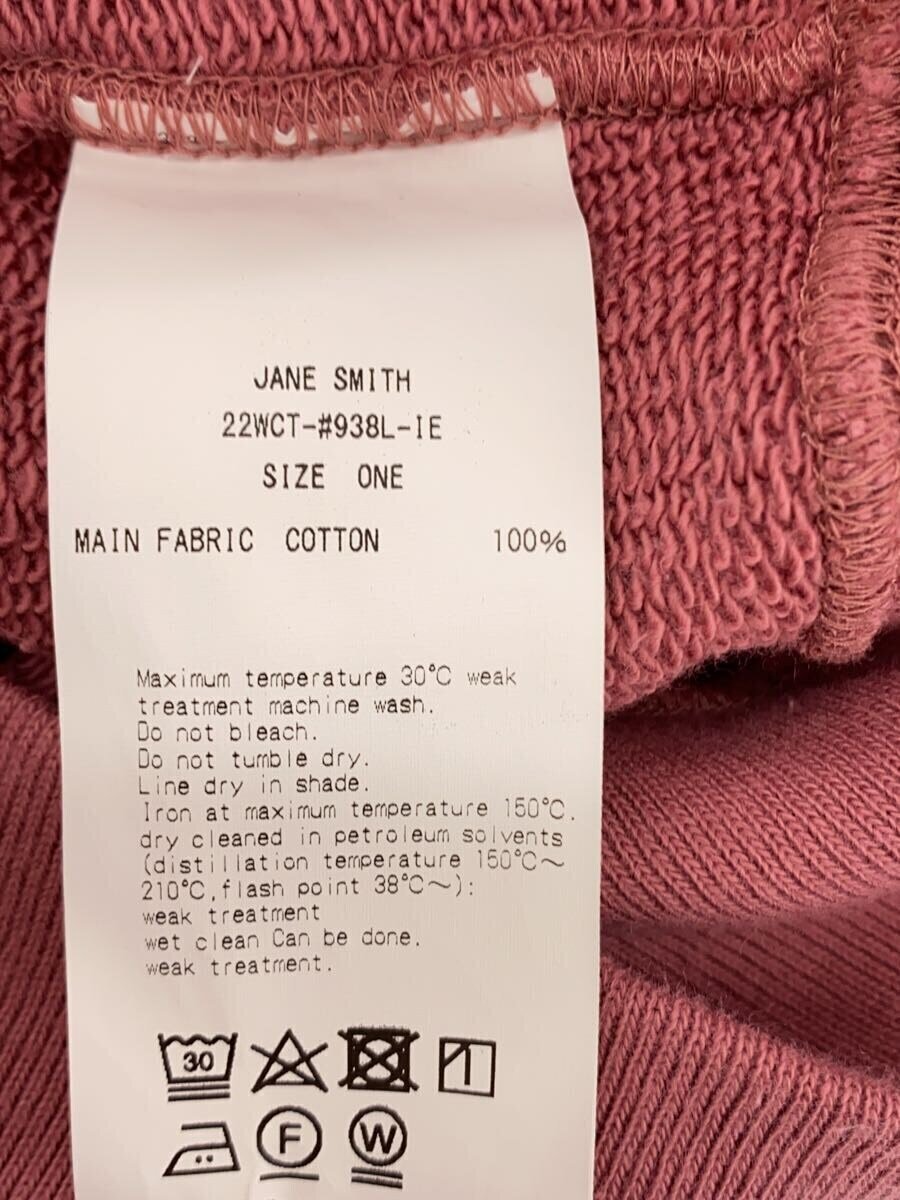 JANE SMITH
22WCT-#938L-IE
SIZE ONE
MAIN FABRIC COTTON 100%
Maximum temperature 30°C weak
treatment machine wash.
Do not bleach.
Do not tumble dry.
Line dry in shade.
Iron at maximum temperature 150°C.
dry cleaned in petroleum solvents
(distillation temperature 150°C～
210°C,flash point 38°C～):
weak treatment
wet clean Can be done.
weak treatment.
30
F W